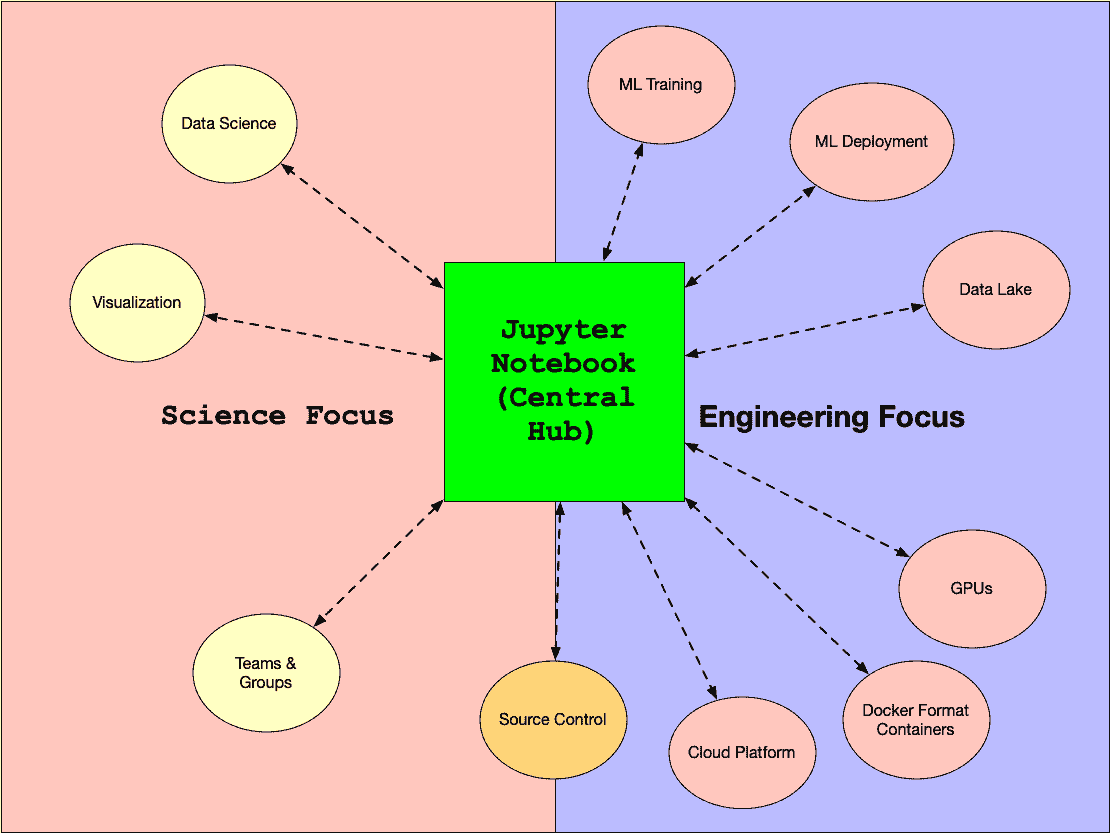 ML Training
Data Science
ML Deployment
Visualization
Data Lake
Jupyter
Notebook
(Central
Hub)
Science Focus
Engineering Focus
GPUs
Teams &
Groups
Source Control
Cloud Platform
Docker Format
Containers